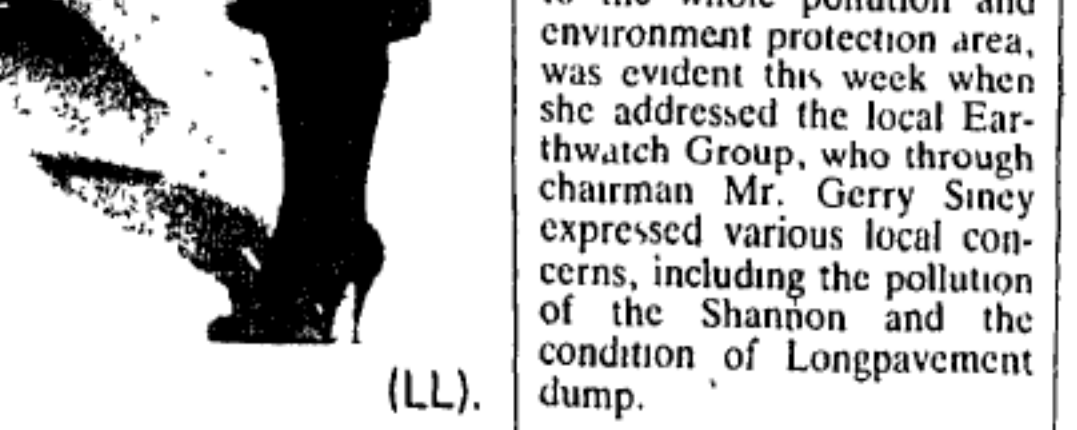 to the whole pollution and
environment protection area,
was evident this week when
she addressed the local Ear-
thwatch Group, who through
chairman Mr. Gerry Siney
expressed various local con-
cerns, including the pollution
of the Shannon and the
condition of Longpavement
dump.
(LL).